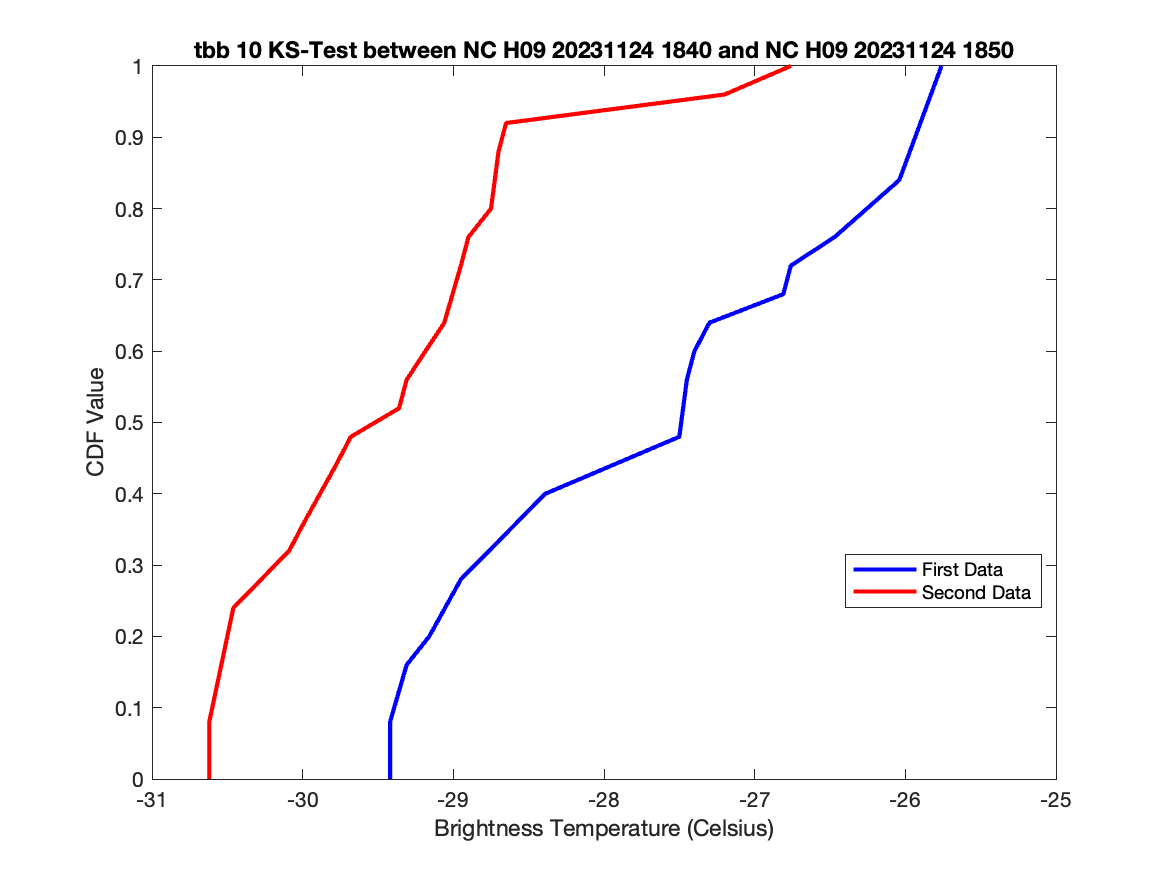 tbb 10 KS-Test between NC H09 20231124 1840 and NC H09 20231124 1850
1
0.9
0.8
0.7
0.6
0.5
0.4
0.3
0.2
0.1
0
CDF Value
First Data
Second Data
-31 -30 -29 -28 -27 -26 -25
Brightness Temperature (Celsius)